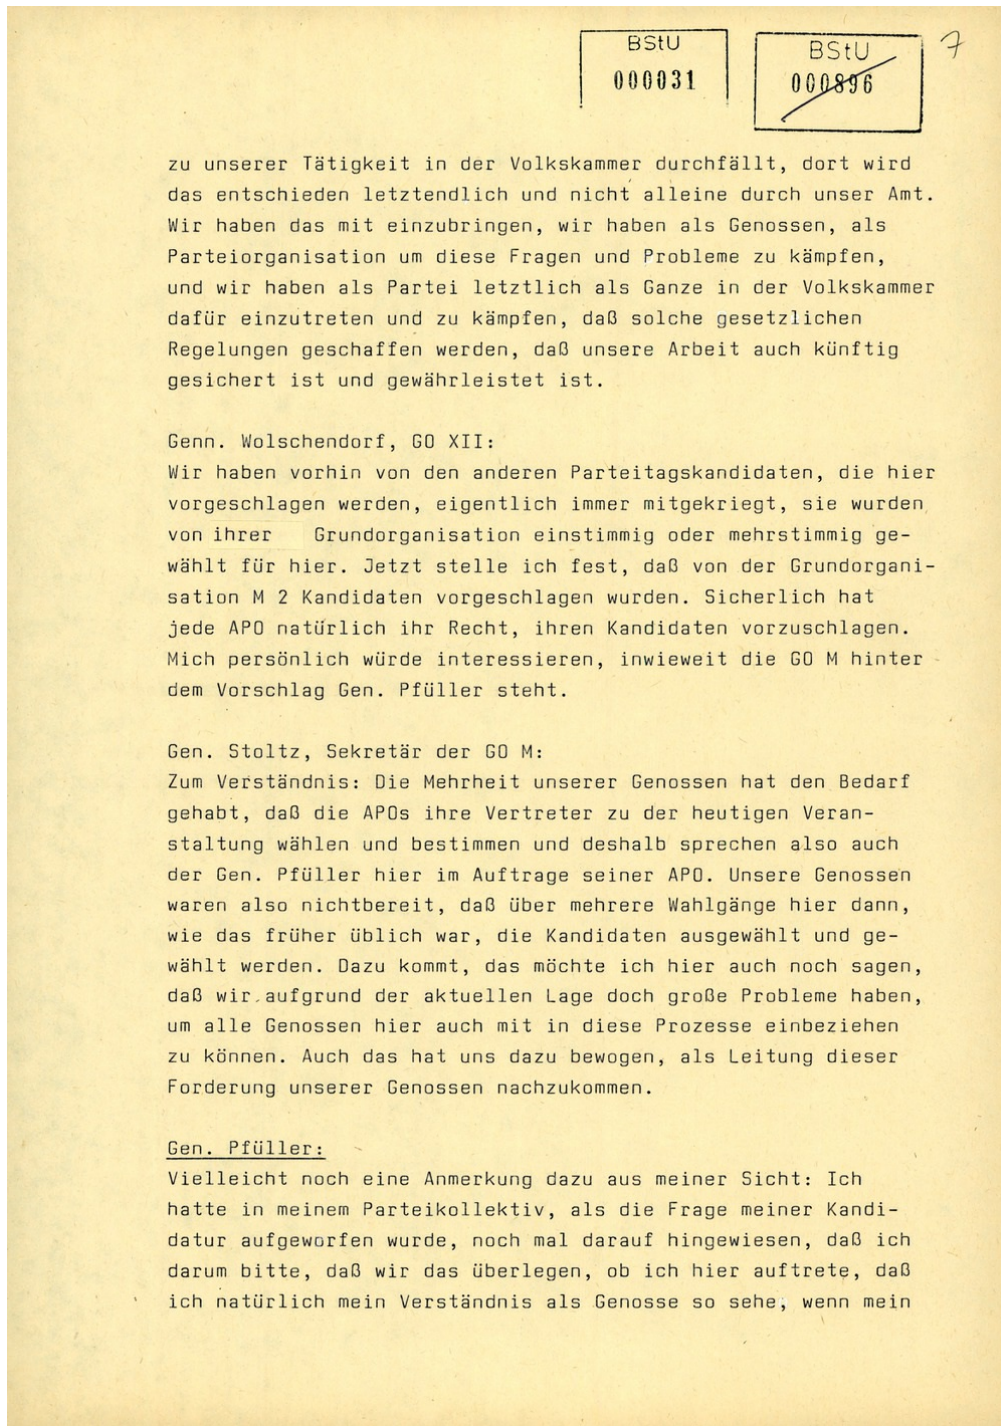 BStU
000031
BStU
000896
7
zu unserer Tätigkeit in der Volkskammer durchfällt, dort wird
das entschieden letztendlich und nicht alleine durch unser Amt.
Wir haben das mit einzubringen, wir haben als Genossen, als
Parteiorganisation um diese Fragen und Probleme zu kämpfen,
und wir haben als Partei letztlich als Ganze in der Volkskammer
dafür einzutreten und zu kämpfen, daß solche gesetzlichen
Regelungen geschaffen werden, daß unsere Arbeit auch künftig
gesichert ist und gewährleistet ist.
Genn. Wolschendorf, GO XII:
Wir haben vorhin von den anderen Parteitagskandidaten, die hier
vorgeschlagen werden, eigentlich immer mitgekriegt, sie wurden
von ihrer Grundorganisation einstimmig oder mehrstimmig ge-
wählt für hier. Jetzt stelle ich fest, daß von der Grundorgani-
sation M 2 Kandidaten vorgeschlagen wurden. Sicherlich hat
jede APO natürlich ihr Recht, ihren Kandidaten vorzuschlagen.
Mich persönlich würde interessieren, inwieweit die GO M hinter
dem Vorschlag Gen. Pfüller steht.
Gen. Stoltz, Sekretär der GO M:
Zum Verständnis: Die Mehrheit unserer Genossen hat den Bedarf
gehabt, daß die APOs ihre Vertreter zu der heutigen Veran-
staltung wählen und bestimmen und deshalb sprechen also auch
der Gen. Pfüller hier im Auftrage seiner APO. Unsere Genossen
waren also nichtbereit, daß über mehrere Wahlgänge hier dann,
wie das früher üblich war, die Kandidaten ausgewählt und ge-
wählt werden. Dazu kommt, das möchte ich hier auch noch sagen,
daß wir aufgrund der aktuellen Lage doch große Probleme haben,
um alle Genossen hier auch mit in diese Prozesse einbeziehen
zu können. Auch das hat uns dazu bewogen, als Leitung dieser
Forderung unserer Genossen nachzukommen.
Gen. Pfüller:
Vielleicht noch eine Anmerkung dazu aus meiner Sicht: Ich
hatte in meinem Parteikollektiv, als die Frage meiner Kandi-
datur aufgeworfen wurde, noch mal darauf hingewiesen, daß ich
darum bitte, daß wir das überlegen, ob ich hier auftrete, daß
ich natürlich mein Verständnis als Genosse so sehe, wenn mein